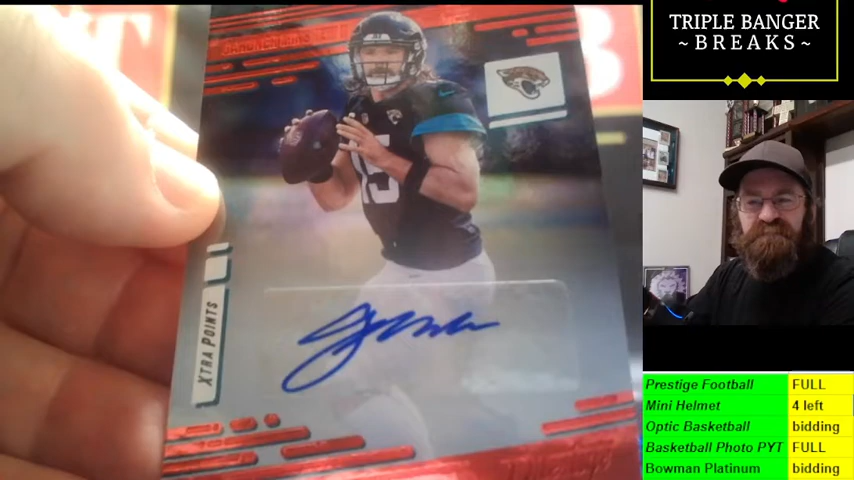 TRIPLE BANGER
~ BREAKS ~
15
XTRA POINTS
Prestige Football FULL
Mini Helmet 4 left
Optic Basketball bidding
Basketball Photo PYT FULL
Bowman Platinum bidding